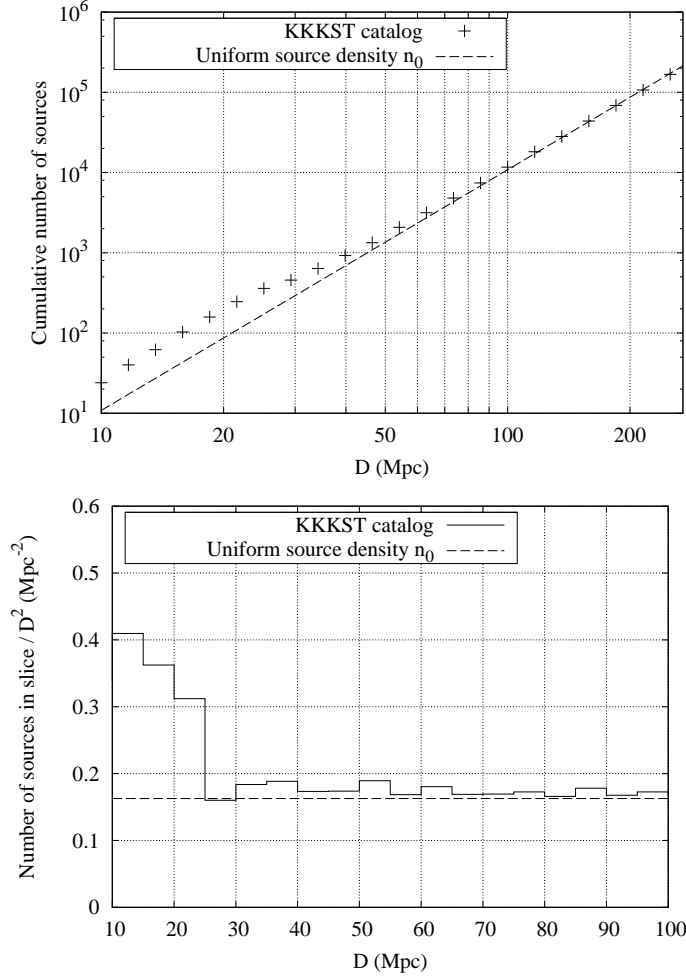 10^6
KKKST catalog
Uniform source density n_0
10^5
10^4
10^3
10^2
10^1
Cumulative number of sources
10 20 50 100 200
D (Mpc)
0.6
KKKST catalog
Uniform source density n_0
0.5
0.4
0.3
0.2
0.1
0
Number of sources in slice / D^2 (Mpc^-2)
10 20 30 40 50 60 70 80 90 100
D (Mpc)